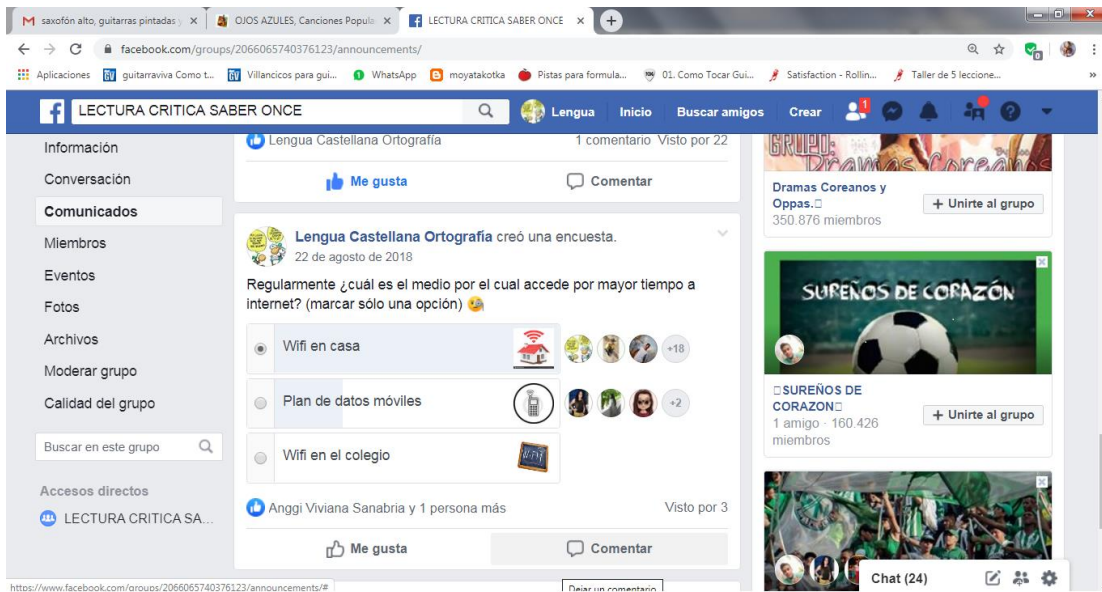 saxofón alto, guitarras pintadas y
OJOS AZULES, Canciones Popula
LECTURA CRITICA SABER ONCE
facebook.com/groups/2066065740376123/announcements/
Aplicaciones
guitarraviva Como t...
Villancicos para gui...
WhatsApp
moyatakotka
Pistas para formula...
01. Como Tocar Gui...
Satisfaction - Rollin...
Taller de 5 leccione...
LECTURA CRITICA SABER ONCE
Lengua
Inicio
Buscar amigos
Crear
1
Información
Conversación
Comunicados
Miembros
Eventos
Fotos
Archivos
Moderar grupo
Calidad del grupo
Buscar en este grupo
Accesos directos
LECTURA CRITICA SA...
Lengua Castellana Ortografía
1 comentario Visto por 22
Me gusta
Comentar
Lengua Castellana Ortografía creó una encuesta.
22 de agosto de 2018
Regularmente ¿cuál es el medio por el cual accede por mayor tiempo a
internet? (marcar sólo una opción)
Wifi en casa
+18
Plan de datos móviles
+2
Wifi en el colegio
Anggi Viviana Sanabria y 1 persona más
Visto por 3
Me gusta
Comentar
GRUPO:
Dramas Coreanos
Dramas Coreanos y
Oppas.
350.876 miembros
+ Unirte al grupo
SUREÑOS DE CORAZÓN
SUREÑOS DE
CORAZON
1 amigo · 160.426
miembros
+ Unirte al grupo
Chat (24)
https://www.facebook.com/groups/2066065740376123/announcements/#
Dejar un comentario